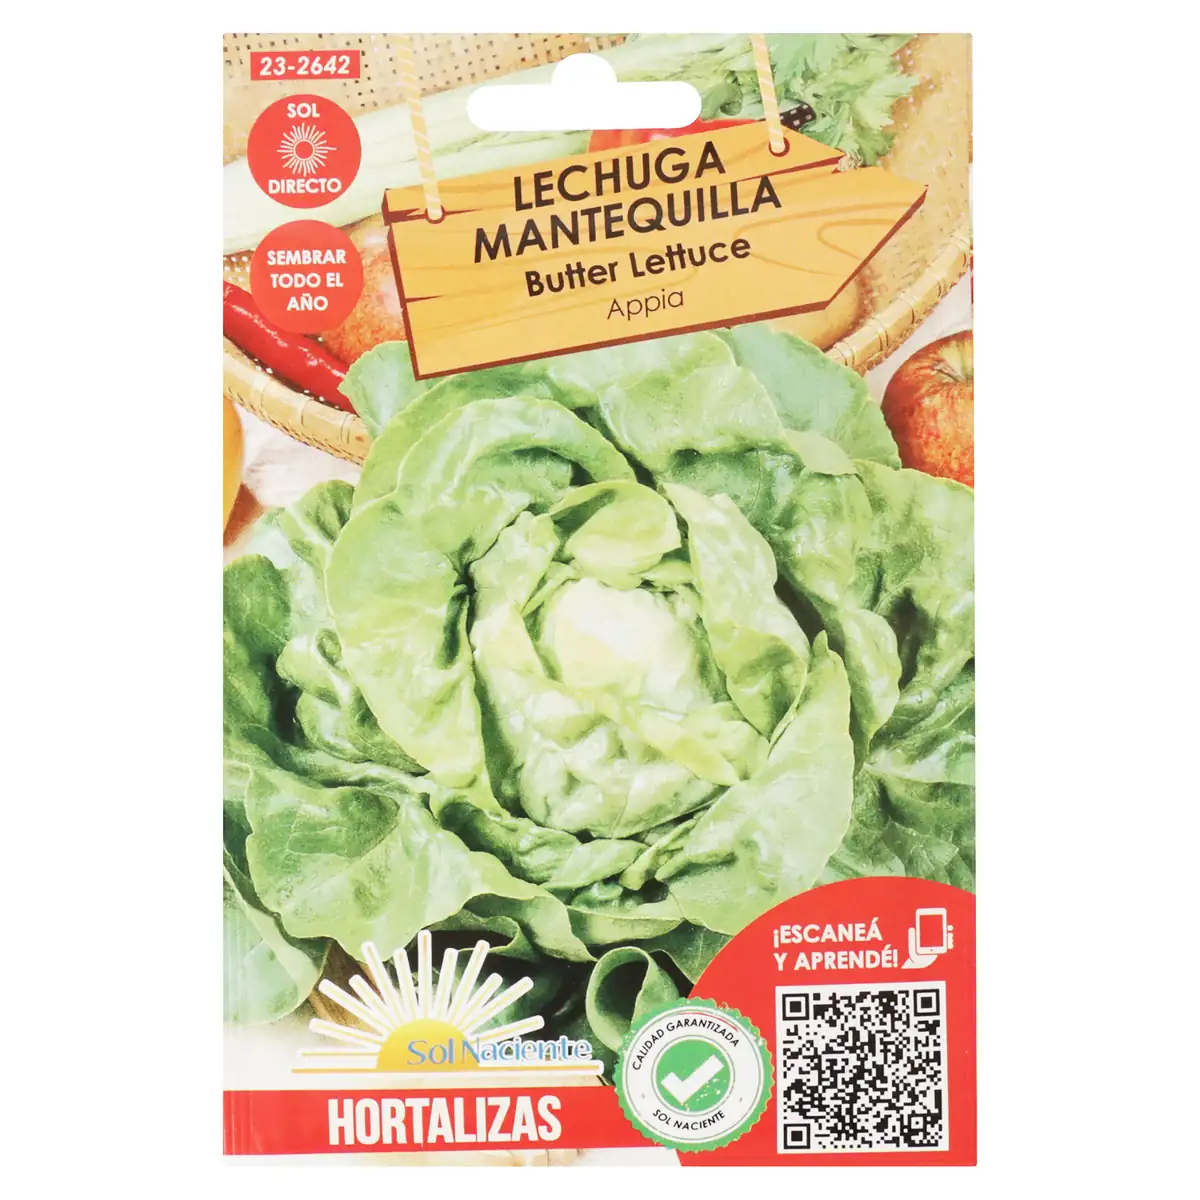 23-2642
SOL
DIRECTO
SEMBRAR
TODO EL
AÑO
LECHUGA
MANTEQUILLA
Butter Lettuce
Appia
¡ESCANEÁ
Y APRENDÉ!
Sol Naciente
CALIDAD GARANTIZADA
SOL NACIENTE
HORTALIZAS